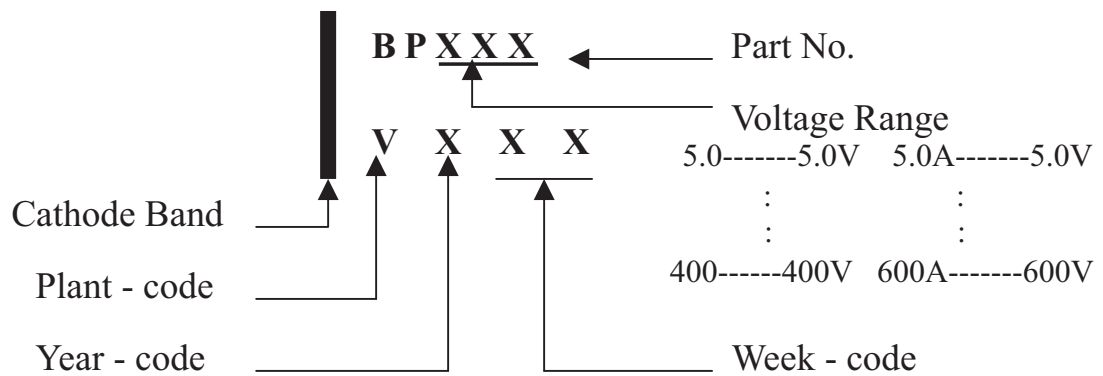 B P X X X Part No.
Voltage Range
V X X X
5.0-------5.0V 5.0A-------5.0V
: :
: :
400------400V 600A-------600V
Cathode Band
Plant - code
Year - code Week - code